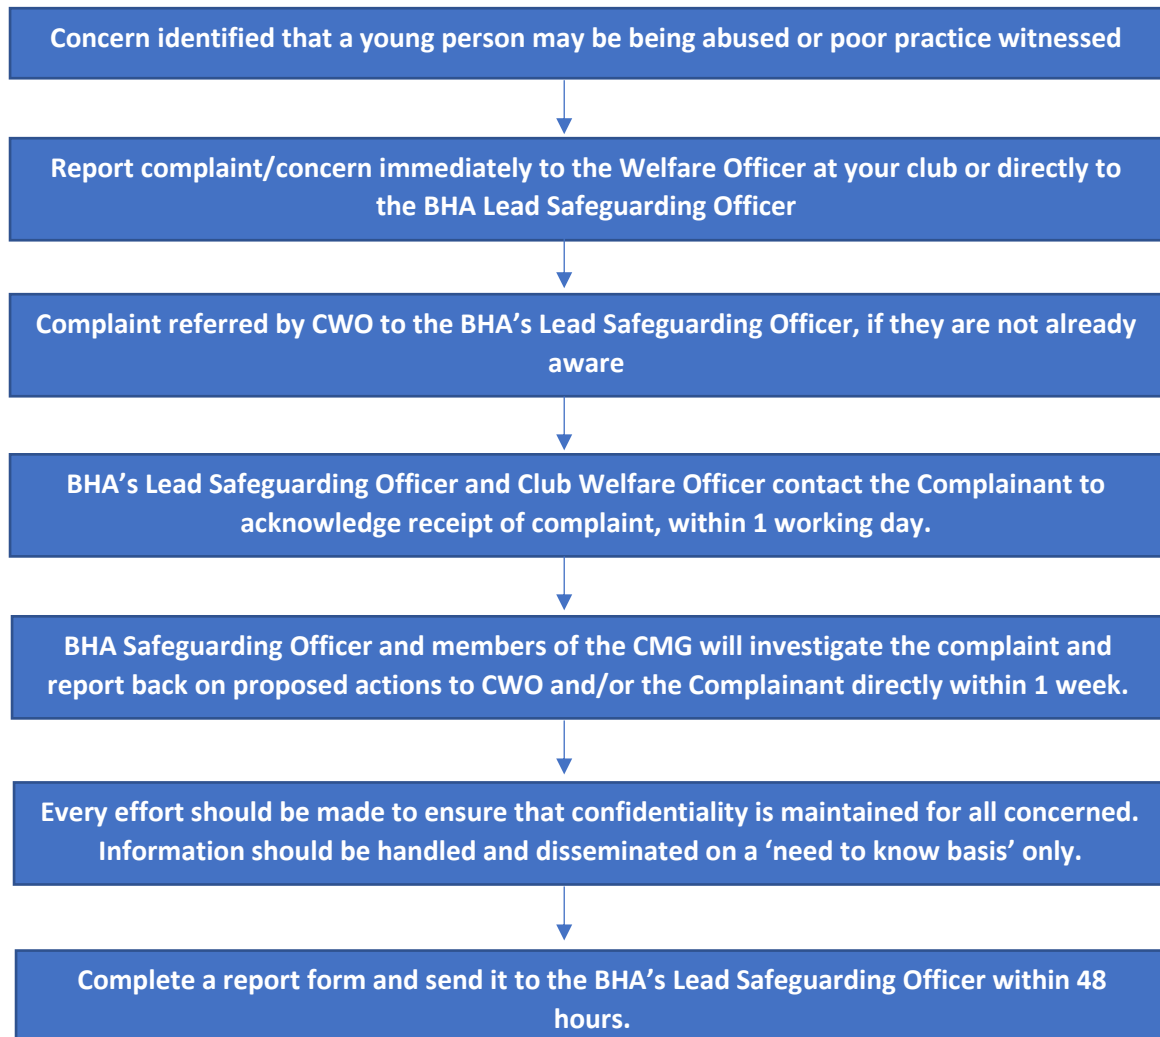 Concern identified that a young person may be being abused or poor practice witnessed
Report complaint/concern immediately to the Welfare Officer at your club or directly to
the BHA Lead Safeguarding Officer
Complaint referred by CWO to the BHA’s Lead Safeguarding Officer, if they are not already
aware
BHA’s Lead Safeguarding Officer and Club Welfare Officer contact the Complainant to
acknowledge receipt of complaint, within 1 working day.
BHA Safeguarding Officer and members of the CMG will investigate the complaint and
report back on proposed actions to CWO and/or the Complainant directly within 1 week.
Every effort should be made to ensure that confidentiality is maintained for all concerned.
Information should be handled and disseminated on a ‘need to know basis’ only.
Complete a report form and send it to the BHA’s Lead Safeguarding Officer within 48
hours.